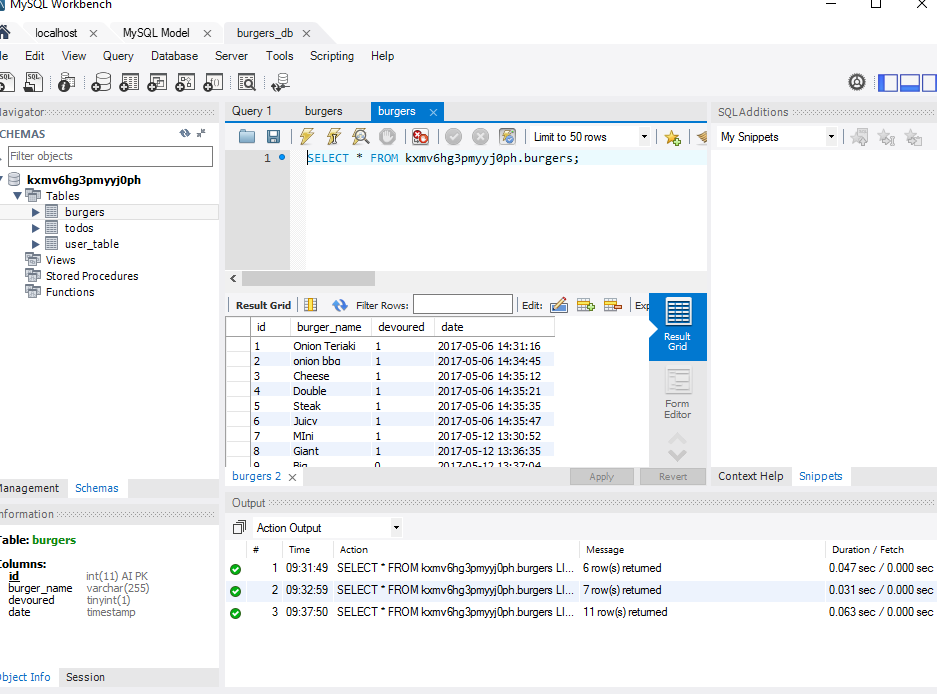 MySQL Workbench
localhost MySQL Model burgers_db
Edit View Query Database Server Tools Scripting Help
Query 1 burgers burgers
SQLAdditions
Limit to 50 rows
My Snippets
SCHEMAS
Filter objects
1 SELECT * FROM kxmv6hg3pmyyj0ph.burgers;
kxmv6hg3pmyyj0ph
Tables
burgers
todos
user_table
Views
Stored Procedures
Functions
Result Grid Filter Rows: Edit: Exp
id burger_name devoured date
1 Onion Teriaki 1 2017-05-06 14:31:16
2 onion bbq 1 2017-05-06 14:34:45
3 Cheese 1 2017-05-06 14:35:12
4 Double 1 2017-05-06 14:35:21
5 Steak 1 2017-05-06 14:35:35
6 Juicy 1 2017-05-06 14:35:47
7 MIni 1 2017-05-12 13:30:52
8 Giant 1 2017-05-12 13:36:35
9 Big 0 2017-05-12 13:37:04
Result
Grid
Form
Editor
burgers 2 Apply Revert
Context Help Snippets
Management Schemas
Information
Table: burgers
Columns:
id int(11) AI PK
burger_name varchar(255)
devoured tinyint(1)
date timestamp
Object Info Session
Output
Action Output
# Time Action Message Duration / Fetch
1 09:31:49 SELECT * FROM kxmv6hg3pmyyj0ph.burgers LI... 6 row(s) returned 0.047 sec / 0.000 sec
2 09:32:59 SELECT * FROM kxmv6hg3pmyyj0ph.burgers LI... 7 row(s) returned 0.031 sec / 0.000 sec
3 09:37:50 SELECT * FROM kxmv6hg3pmyyj0ph.burgers LI... 11 row(s) returned 0.063 sec / 0.000 sec